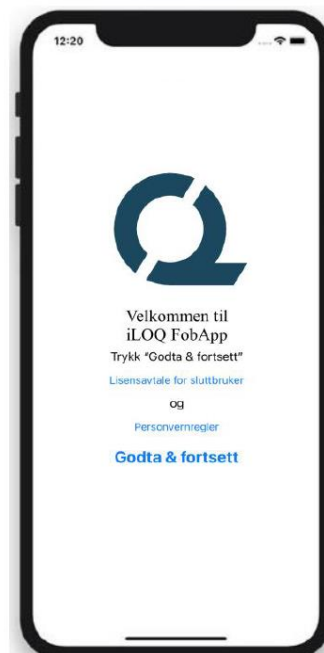 12:20
Velkommen til
iLOQ FobApp
Trykk "Godta & fortsett"
Lisensavtale for sluttbruker
og
Personvernregler
Godta & fortsett